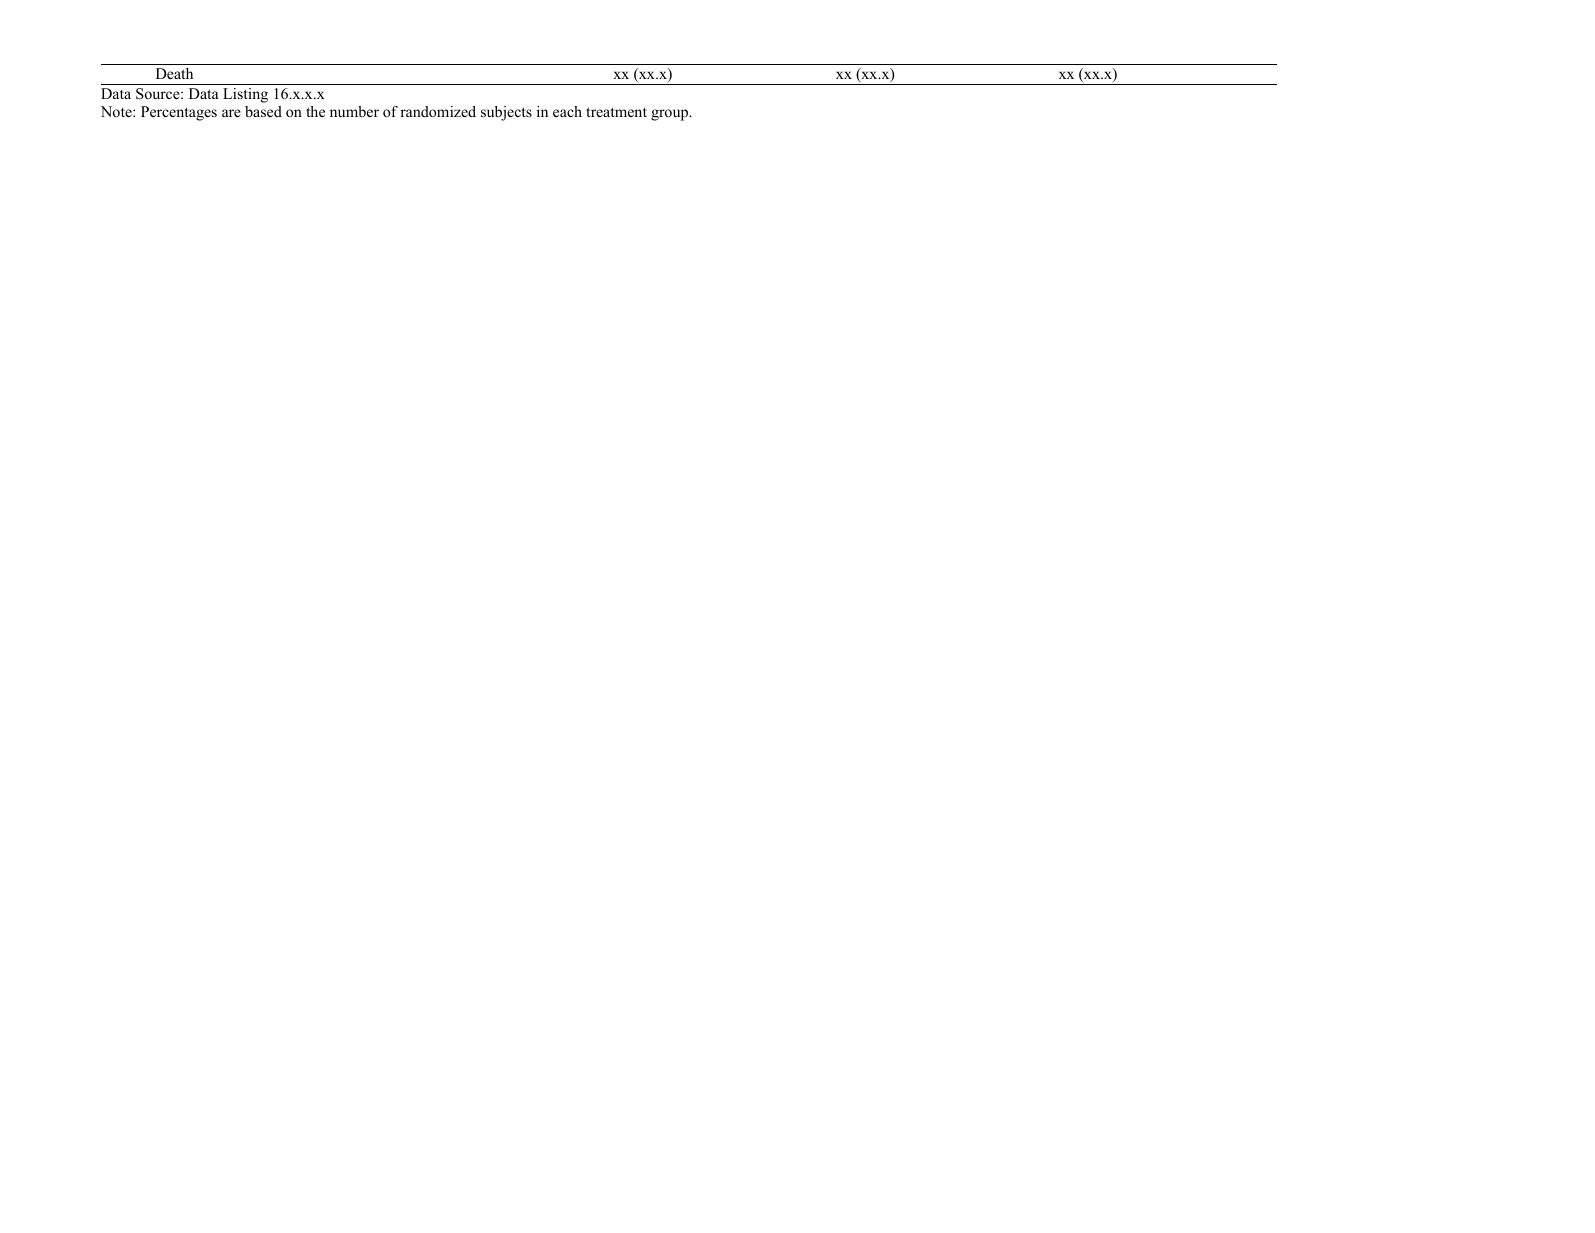 Death xx (xx.x) xx (xx.x) xx (xx.x)
Data Source: Data Listing 16.x.x.x
Note: Percentages are based on the number of randomized subjects in each treatment group.